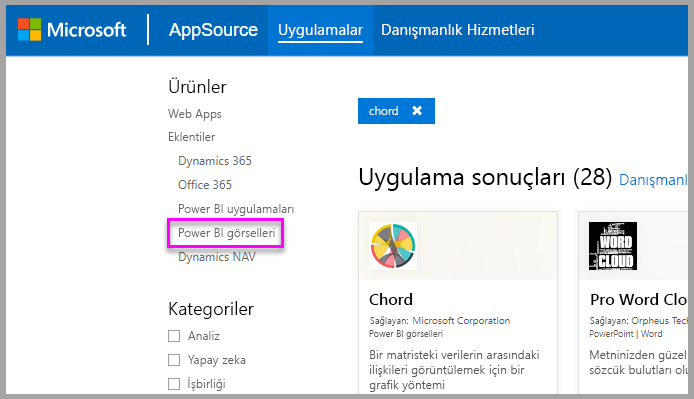 Microsoft AppSource Uygulamalar Danışmanlık Hizmetleri
Ürünler
Web Apps
Eklentiler
Dynamics 365
Office 365
Power BI uygulamaları
Power BI görselleri
Dynamics NAV
Kategoriler
Analiz
Yapay zeka
İşbirliği
chord
Uygulama sonuçları (28) Danışmanl
Chord
Sağlayan: Microsoft Corporation
Power BI görselleri
Bir matristeki verilerin arasındaki
ilişkileri görüntülemek için bir
grafik yöntemi
WORD
CLOUD
Pro Word Clo
Sağlayan: Orpheus Tech
PowerPoint | Word
Metninizden güzel
sözcük bulutları olu